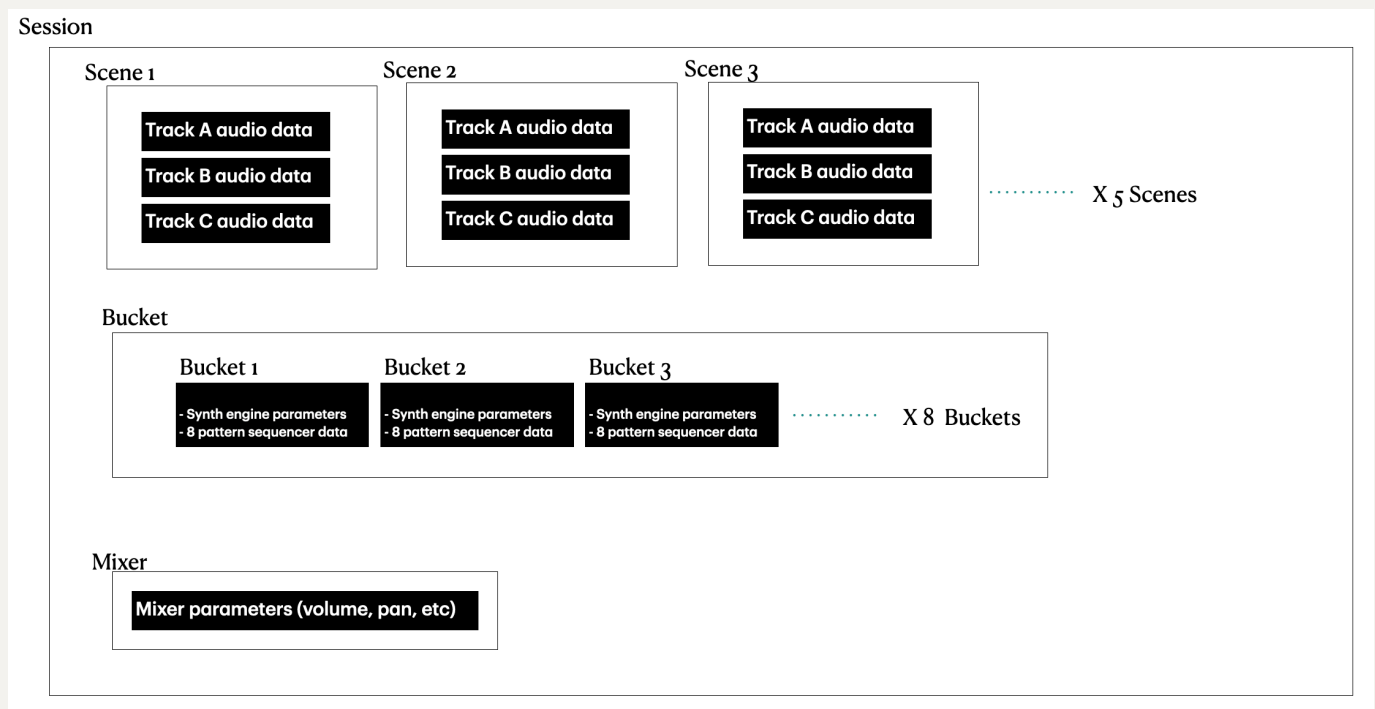 Session
Scene 1
Scene 2
Scene 3
Track A audio data
Track B audio data
Track C audio data
Track A audio data
Track B audio data
Track C audio data
Track A audio data
Track B audio data
Track C audio data
X 5 Scenes
Bucket
Bucket 1
- Synth engine parameters
- 8 pattern sequencer data
Bucket 2
- Synth engine parameters
- 8 pattern sequencer data
Bucket 3
- Synth engine parameters
- 8 pattern sequencer data
X 8 Buckets
Mixer
Mixer parameters (volume, pan, etc)